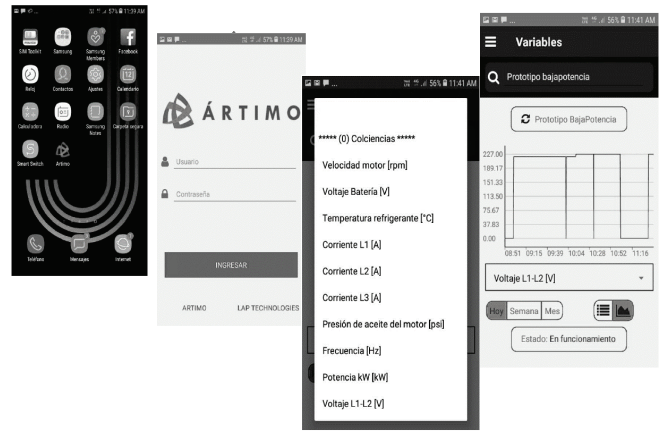 57% 11:39 AM
SIM Toolkit
Samsung
Samsung Members
Facebook
Reloj
Contactos
Ajustes
Calendario
Calculadora
Radio
Samsung Notes
Carpeta segura
Smart Switch
Artimo
Teléfono
Mensajes
Internet
57% 11:39 AM
ÁRTIMO
Usuario
Contraseña
INGRESAR
ARTIMO LAP TECHNOLOGIES
56% 11:41 AM
***** (0) Colciencias *****
Velocidad motor [rpm]
Voltaje Batería [V]
Temperatura refrigerante [°C]
Corriente L1 [A]
Corriente L2 [A]
Corriente L3 [A]
Presión de aceite del motor [psi]
Frecuencia [Hz]
Potencia kW [kW]
Voltaje L1-L2 [V]
56% 11:41 AM
Variables
Prototipo bajapotencia
Prototipo BajaPotencia
227.00
189.17
151.33
113.50
75.67
37.83
0.00
08:51 09:15 09:39 10:04 10:28 10:52 11:16
Voltaje L1-L2 [V]
Hoy Semana Mes
Estado: En funcionamiento